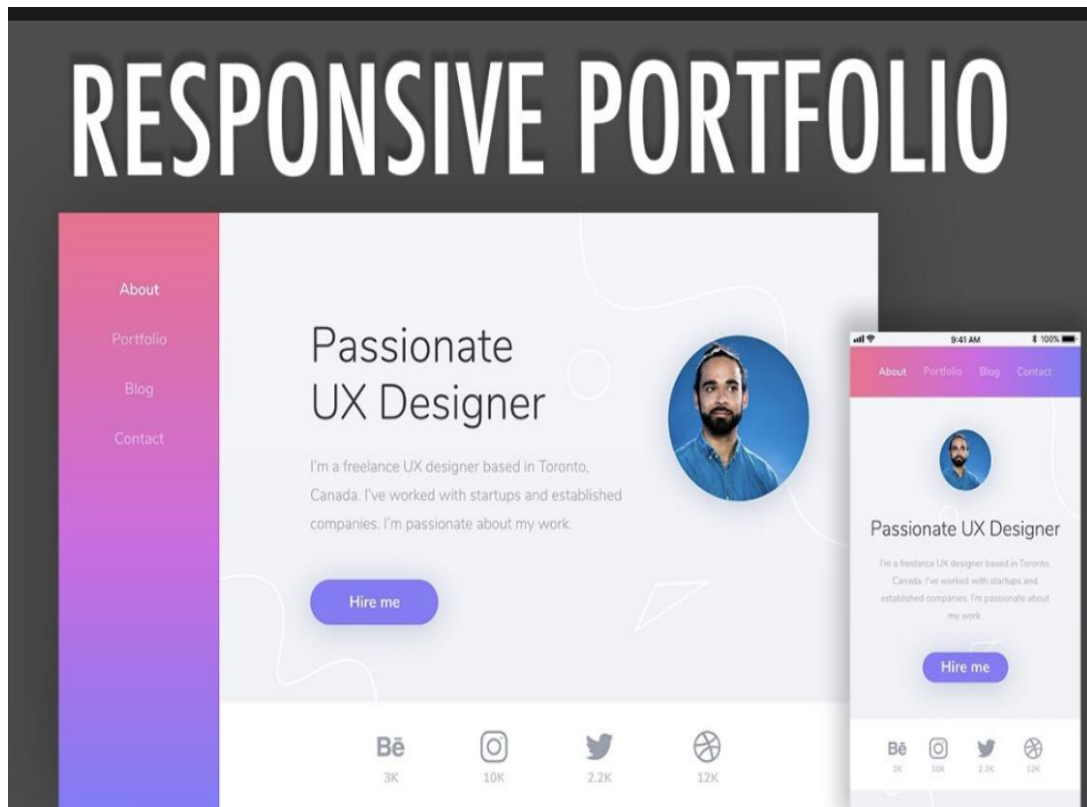 RESPONSIVE PORTFOLIO
About
Portfolio
Blog
Contact
Passionate
UX Designer
I'm a freelance UX designer based in Toronto,
Canada. I've worked with startups and established
companies. I'm passionate about my work.
Hire me
Bē
3K
10K
2.2K
12K
9:41 AM
100%
About
Portfolio
Blog
Contact
Passionate UX Designer
I'm a freelance UX designer based in Toronto,
Canada. I've worked with startups and
established companies. I'm passionate about
my work.
Hire me
Bē
3K
10K
2.2K
12K